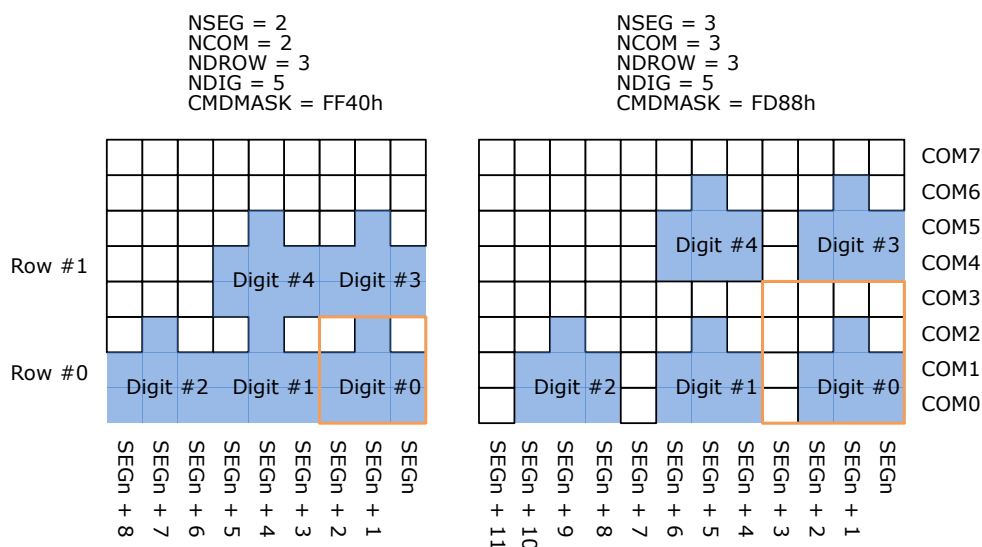 NSEG = 2
NCOM = 2
NDROW = 3
NDIG = 5
CMDMASK = FF40h
NSEG = 3
NCOM = 3
NDROW = 3
NDIG = 5
CMDMASK = FD88h
COM7
COM6
COM5
COM4
COM3
COM2
COM1
COM0
Row #1
Row #0
Digit #4
Digit #3
Digit #2
Digit #1
Digit #0
Digit #4
Digit #3
Digit #2
Digit #1
Digit #0
SEGn + 8
SEGn + 7
SEGn + 6
SEGn + 5
SEGn + 4
SEGn + 3
SEGn + 2
SEGn + 1
SEGn
SEGn + 11
SEGn + 10
SEGn + 9
SEGn + 8
SEGn + 7
SEGn + 6
SEGn + 5
SEGn + 4
SEGn + 3
SEGn + 2
SEGn + 1
SEGn